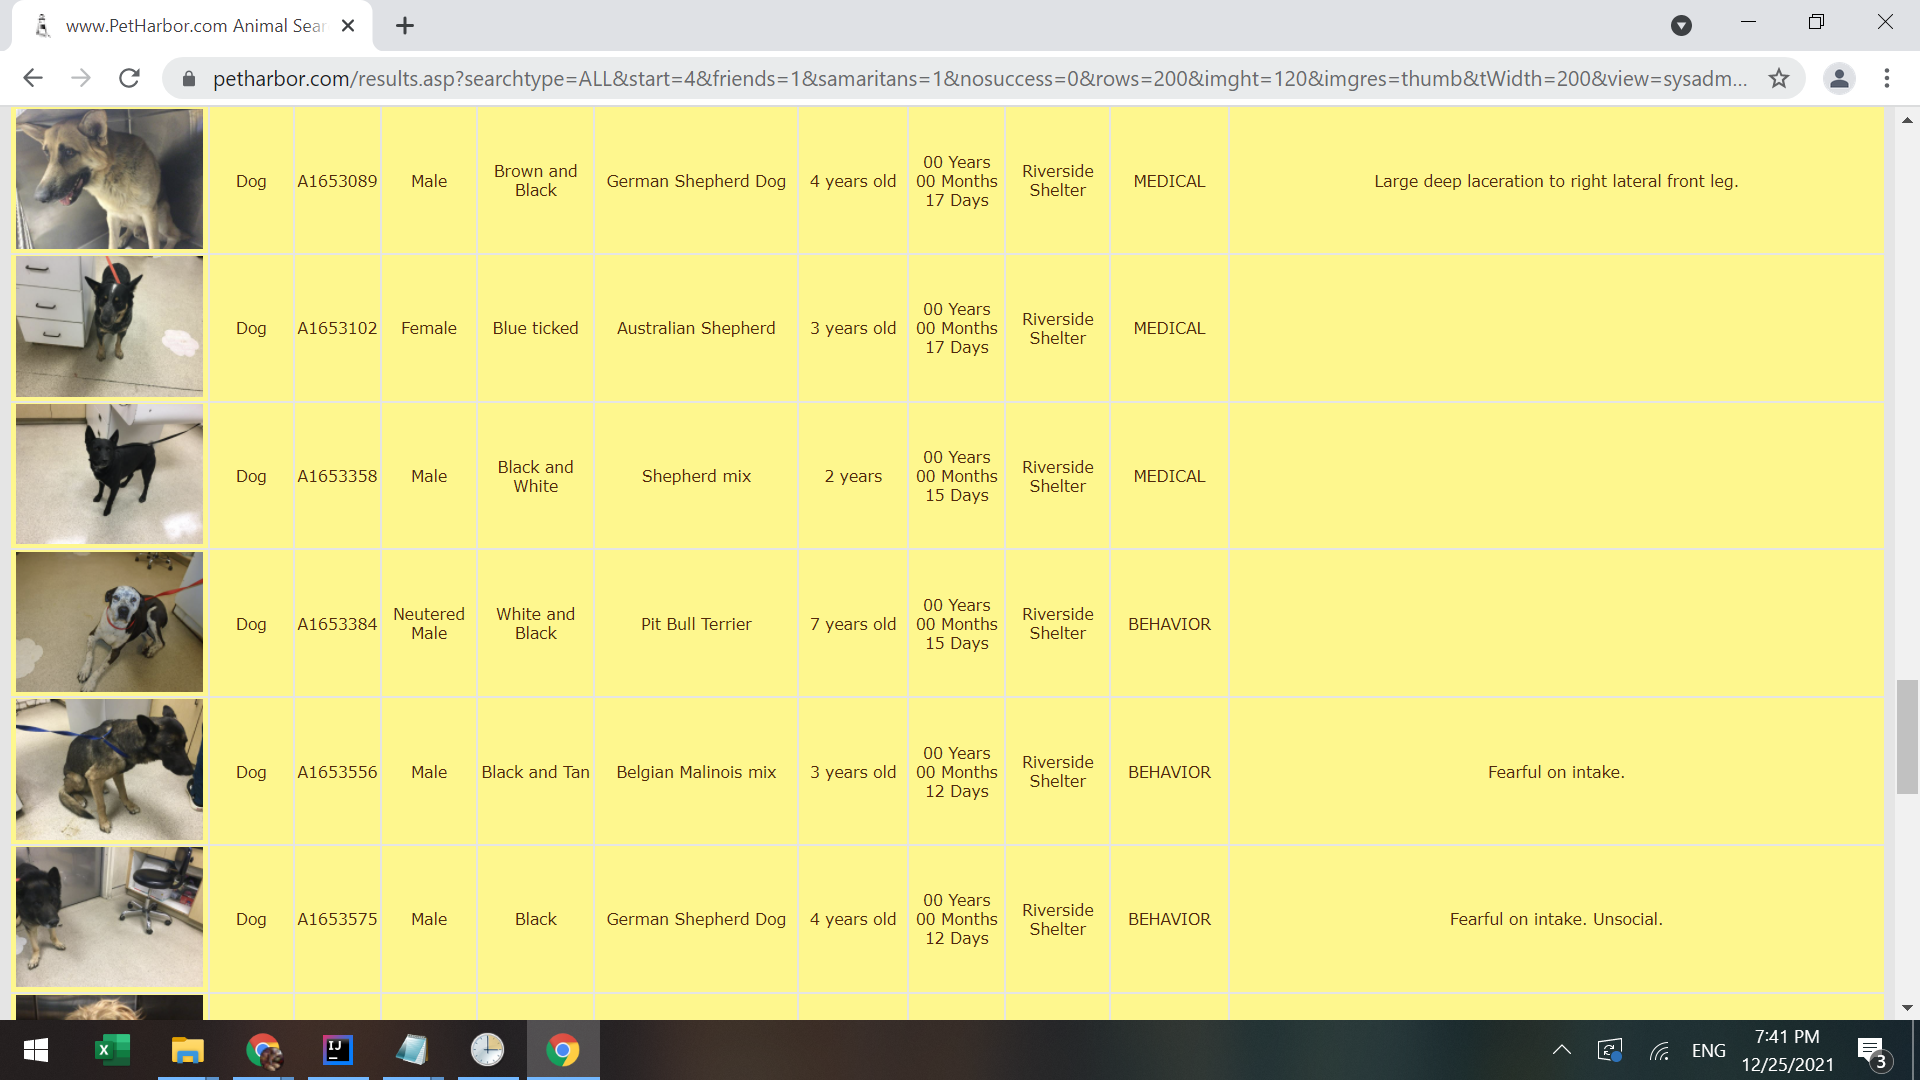 www.PetHarbor.com Animal Sear
petharbor.com/results.asp?searchtype=ALL&start=4&friends=1&samaritans=1&nosuccess=0&rows=200&imght=120&imgres=thumb&tWidth=200&view=sysadm...
Dog A1653089 Male Brown and Black German Shepherd Dog 4 years old 00 Years 00 Months 17 Days Riverside Shelter MEDICAL Large deep laceration to right lateral front leg.
Dog A1653102 Female Blue ticked Australian Shepherd 3 years old 00 Years 00 Months 17 Days Riverside Shelter MEDICAL
Dog A1653358 Male Black and White Shepherd mix 2 years 00 Years 00 Months 15 Days Riverside Shelter MEDICAL
Dog A1653384 Neutered Male White and Black Pit Bull Terrier 7 years old 00 Years 00 Months 15 Days Riverside Shelter BEHAVIOR
Dog A1653556 Male Black and Tan Belgian Malinois mix 3 years old 00 Years 00 Months 12 Days Riverside Shelter BEHAVIOR Fearful on intake.
Dog A1653575 Male Black German Shepherd Dog 4 years old 00 Years 00 Months 12 Days Riverside Shelter BEHAVIOR Fearful on intake. Unsocial.
X
IJ
ENG
7:41 PM
12/25/2021
3